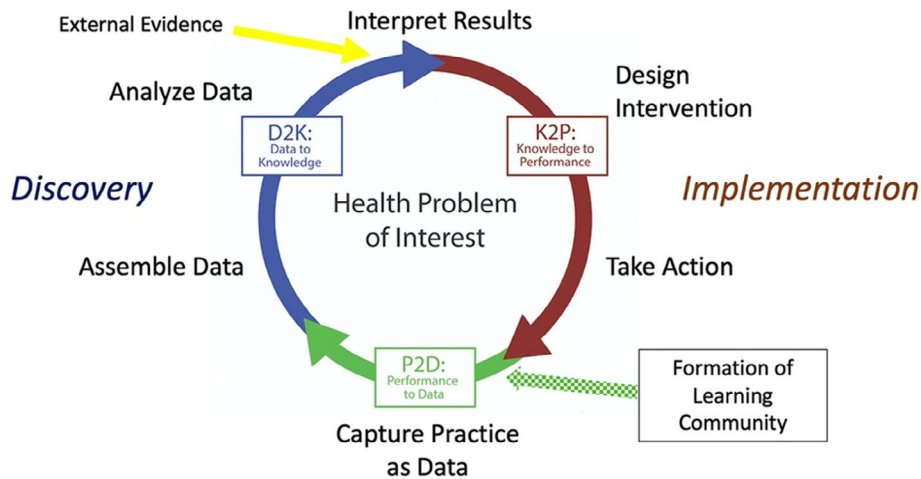 External Evidence
Interpret Results
Analyze Data
Design
Intervention
D2K:
Data to
Knowledge
K2P:
Knowledge to
Performance
Discovery
Health Problem
of Interest
Implementation
Assemble Data
Take Action
P2D:
Performance
to Data
Formation of
Learning
Community
Capture Practice
as Data